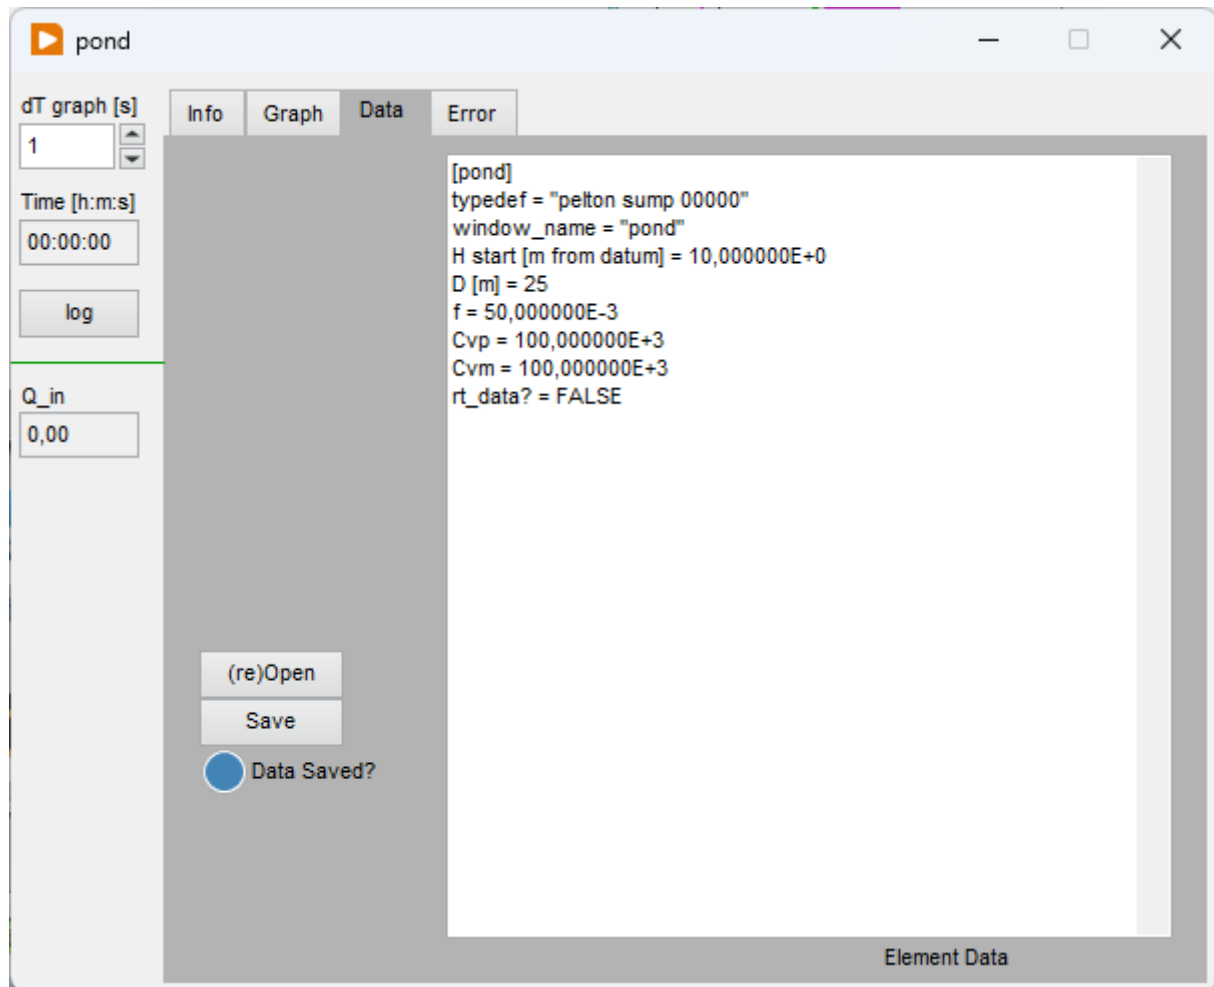 pond
dT graph [s]
1
Time [h:m:s]
00:00:00
log
Q_in
0,00
Info
Graph
Data
Error
[pond]
typedef = "pelton sump 00000"
window_name = "pond"
H start [m from datum] = 10,000000E+0
D [m] = 25
f = 50,000000E-3
Cvp = 100,000000E+3
Cvm = 100,000000E+3
rt_data? = FALSE
(re)Open
Save
Data Saved?
Element Data